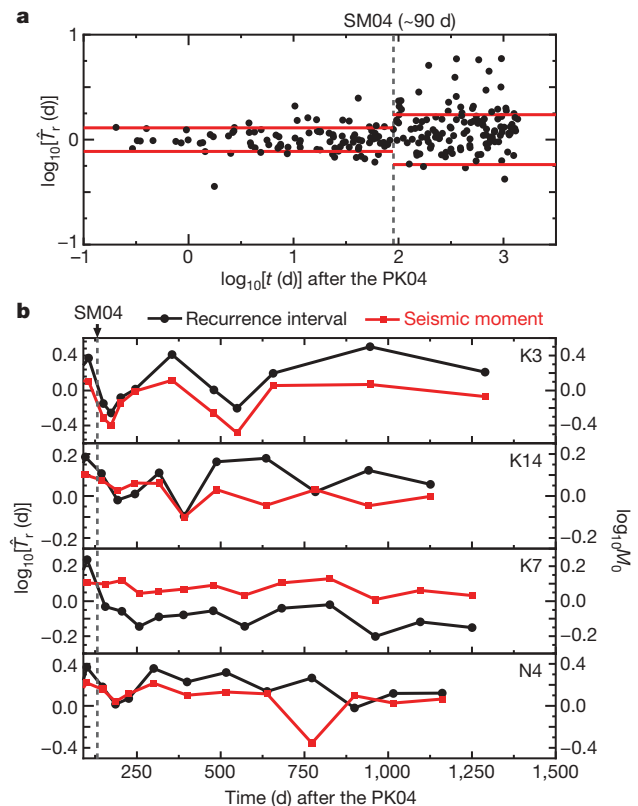 a
SM04 (~90 d)
1
0
–1
log10[T̂r (d)]
–1 0 1 2 3
log10[t (d)] after the PK04
b
SM04
Recurrence interval Seismic moment
0.4
0.0
–0.4
K3
0.4
0.0
–0.4
0.2
0.0
–0.2
K14
0.2
0.0
–0.2
log10[T̂r (d)]
log10M0
0.2
0.0
–0.2
K7
0.2
0.0
–0.2
0.4
0.0
–0.4
N4
0.4
0.0
–0.4
250 500 750 1,000 1,250 1,500
Time (d) after the PK04